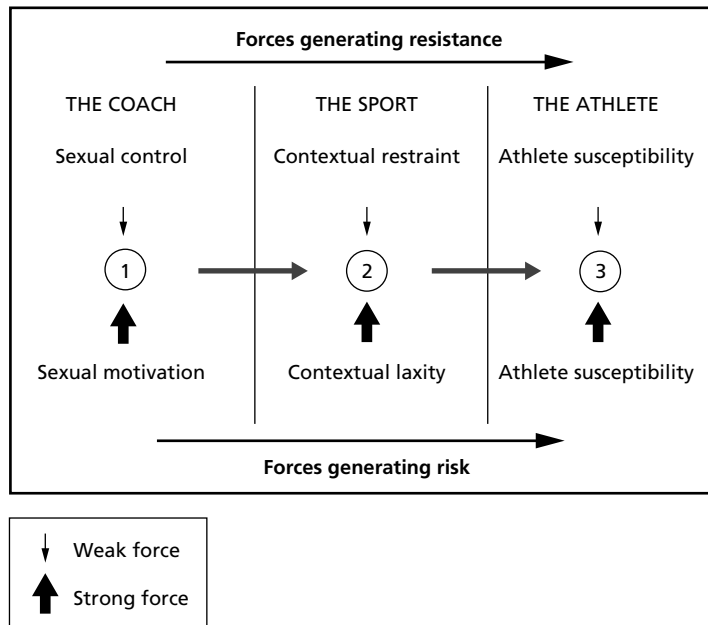 Forces generating resistance
THE COACH THE SPORT THE ATHLETE
Sexual control Contextual restraint Athlete susceptibility
1 2 3
Sexual motivation Contextual laxity Athlete susceptibility
Forces generating risk
Weak force
Strong force